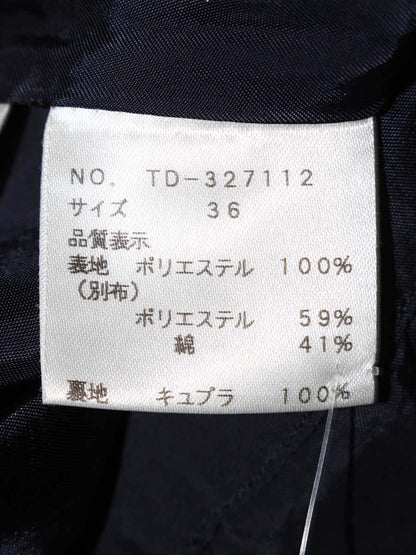 NO. TD-327112
サイズ 36
品質表示
表地 ポリエステル 100%
(別布)
ポリエステル 59%
綿 41%
裏地 キュプラ 100%